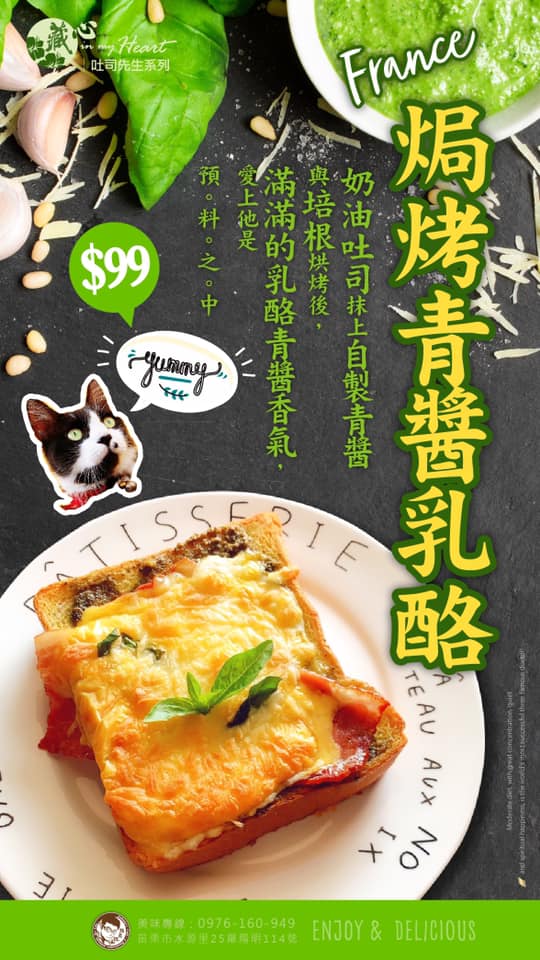 藏心
in my Heart
吐司先生系列
France
焗烤青醬乳酪
奶油吐司抹上自製青醬
與培根烘烤後，
滿滿的乳酪青醬香氣，
愛上他是
預。料。之。中
$99
yummy
PÂTISSERIE
GÂTEAU AUX NOIX
Moderate diet, with great concentration, sport
and spiritual happiness, is the world's most successful three famous doctor!!
美味專線：0976-160-949
苗栗市水源里25鄰陽明114號
ENJOY & DELICIOUS